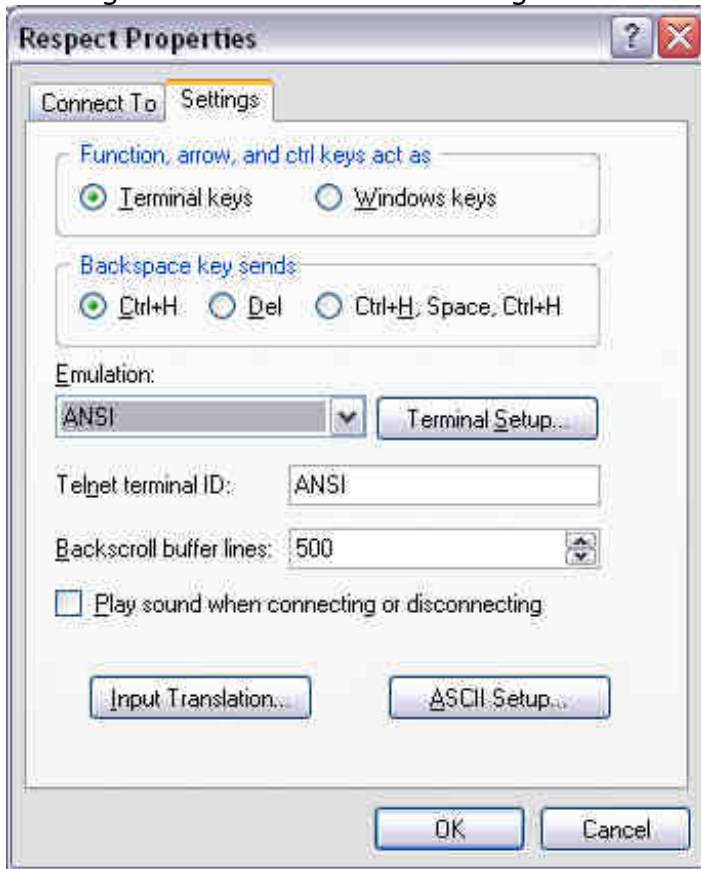 Respect Properties
Connect To Settings
Function, arrow, and ctrl keys act as
Terminal keys Windows keys
Backspace key sends
Ctrl+H Del Ctrl+H, Space, Ctrl+H
Emulation:
ANSI Terminal Setup...
Telnet terminal ID: ANSI
Backscroll buffer lines: 500
Play sound when connecting or disconnecting
Input Translation... ASCII Setup...
OK Cancel